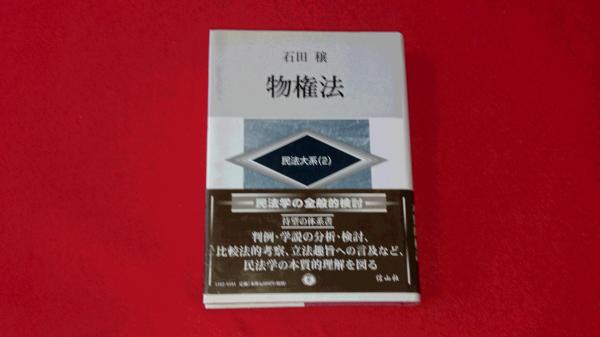 石田 穣
物権法
民法大系(2)
民法学の全般的検討
待望の体系書
判例・学説の分析・検討、
比較法的考察、立法趣旨への言及など、
民法学の本質的理解を図る
信山社